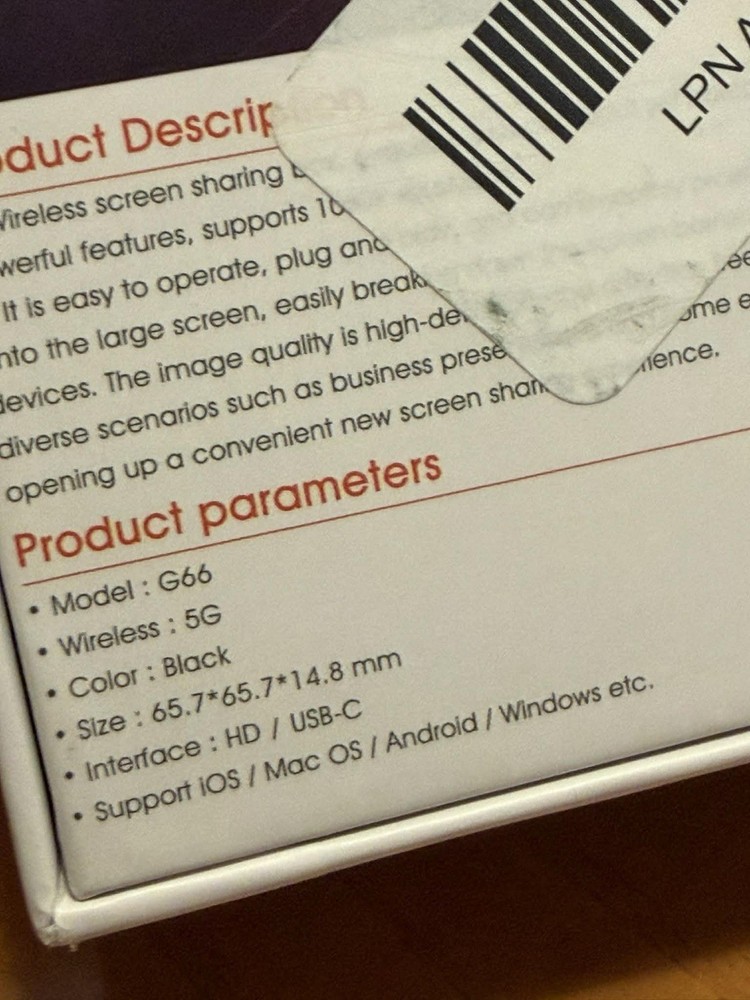 oduct Descrip
Wireless screen sharing
werful features, supports 10
It is easy to operate, plug and
nto the large screen, easily break
devices. The image quality is high-de
ee
diverse scenarios such as business prese
ome e
opening up a convenient new screen shar
ience.
Product parameters
• Model : G66
• Wireless : 5G
• Color : Black
• Size : 65.7*65.7*14.8 mm
• Interface : HD / USB-C
• Support iOS / Mac OS / Android / Windows etc.
LPN